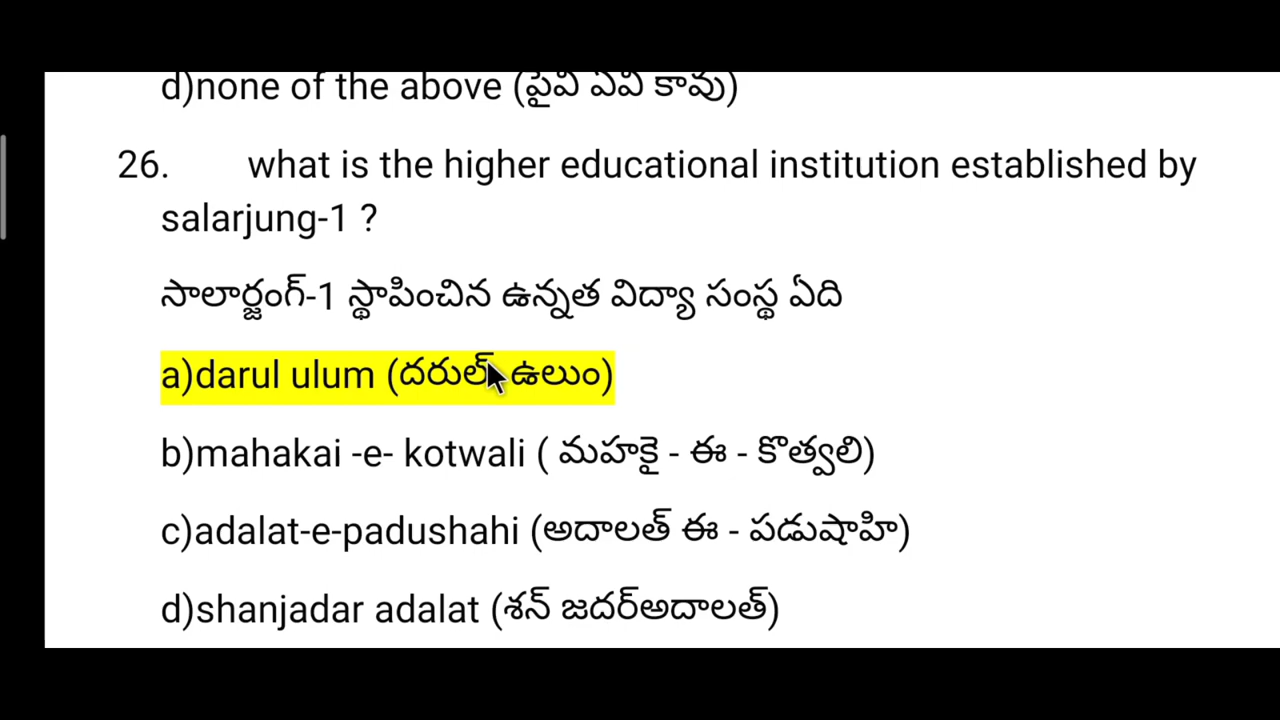 d)none of the above (పైవి ఏవి కావు)
26. what is the higher educational institution established by
salarjung-1 ?
సాలార్జంగ్-1 స్థాపించిన ఉన్నత విద్యా సంస్థ ఏది
a)darul ulum (దరుల్ ఉలుం)
b)mahakai -e- kotwali ( మహకై - ఈ - కొత్వలి)
c)adalat-e-padushahi (అదాలత్ ఈ - పడుషాహి)
d)shanjadar adalat (శన్ జదర్అదాలత్)